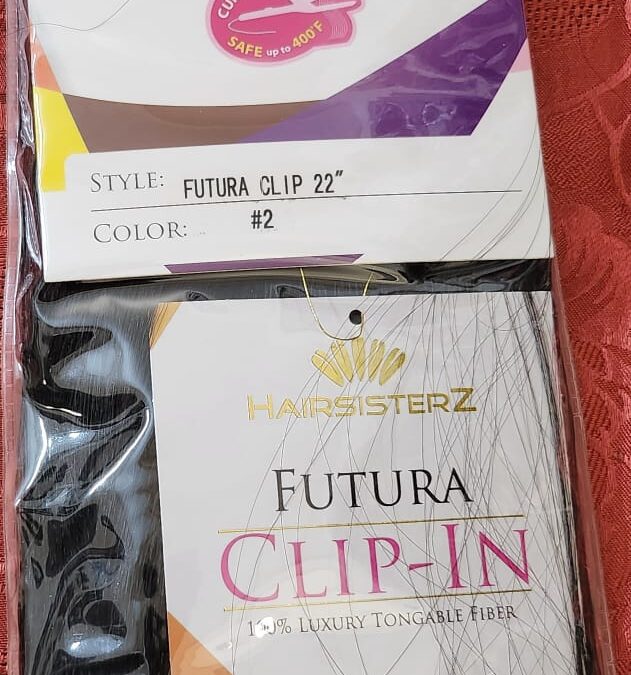 SAFE up to 400°F
STYLE: FUTURA CLIP 22"
COLOR: #2
HAIRSISTERZ
FUTURA
CLIP-IN
100% LUXURY TONGABLE FIBER